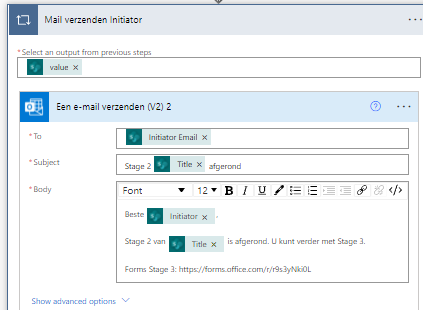 Mail verzenden Initiator
* Select an output from previous steps
value ×
Een e-mail verzenden (V2) 2
* To
Initiator Email ×
* Subject
Stage 2 Title × afgerond
* Body
Font 12 B I U </>
Beste Initiator × ,
Stage 2 van Title × is afgerond. U kunt verder met Stage 3.
Forms Stage 3: https://forms.office.com/r/r9s3yNki0L
Show advanced options